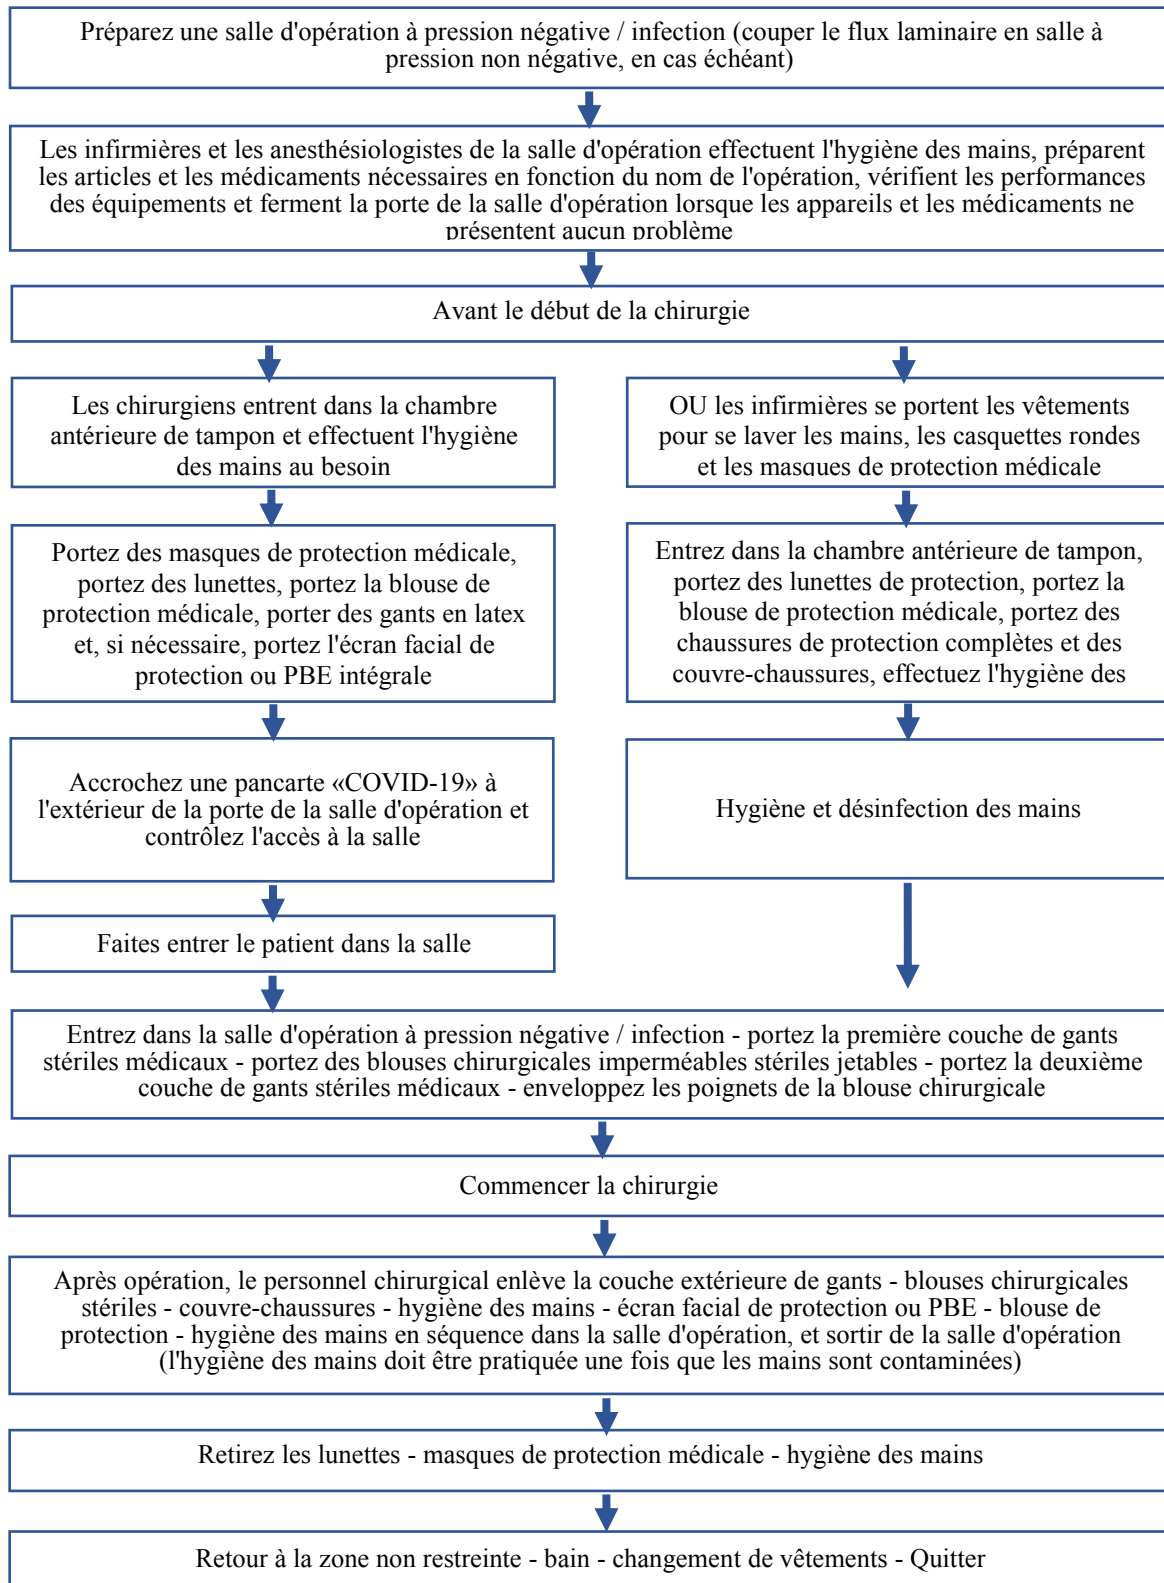 Préparez une salle d'opération à pression négative / infection (couper le flux laminaire en salle à
pression non négative, en cas échéant)
Les infirmières et les anesthésiologistes de la salle d'opération effectuent l'hygiène des mains, préparent
les articles et les médicaments nécessaires en fonction du nom de l'opération, vérifient les performances
des équipements et ferment la porte de la salle d'opération lorsque les appareils et les médicaments ne
présentent aucun problème
Avant le début de la chirurgie
Les chirurgiens entrent dans la chambre
antérieure de tampon et effectuent l'hygiène
des mains au besoin
Portez des masques de protection médicale,
portez des lunettes, portez la blouse de
protection médicale, porter des gants en latex
et, si nécessaire, portez l'écran facial de
protection ou PBE intégrale
Accrochez une pancarte «COVID-19» à
l'extérieur de la porte de la salle d'opération et
contrôlez l'accès à la salle
Faites entrer le patient dans la salle
OU les infirmières se portent les vêtements
pour se laver les mains, les casquettes rondes
et les masques de protection médicale
Entrez dans la chambre antérieure de tampon,
portez des lunettes de protection, portez la
blouse de protection médicale, portez des
chaussures de protection complètes et des
couvre-chaussures, effectuez l'hygiène des
Hygiène et désinfection des mains
Entrez dans la salle d'opération à pression négative / infection - portez la première couche de gants
stériles médicaux - portez des blouses chirurgicales imperméables stériles jetables - portez la deuxième
couche de gants stériles médicaux - enveloppez les poignets de la blouse chirurgicale
Commencer la chirurgie
Après opération, le personnel chirurgical enlève la couche extérieure de gants - blouses chirurgicales
stériles - couvre-chaussures - hygiène des mains - écran facial de protection ou PBE - blouse de
protection - hygiène des mains en séquence dans la salle d'opération, et sortir de la salle d'opération
(l'hygiène des mains doit être pratiquée une fois que les mains sont contaminées)
Retirez les lunettes - masques de protection médicale - hygiène des mains
Retour à la zone non restreinte - bain - changement de vêtements - Quitter